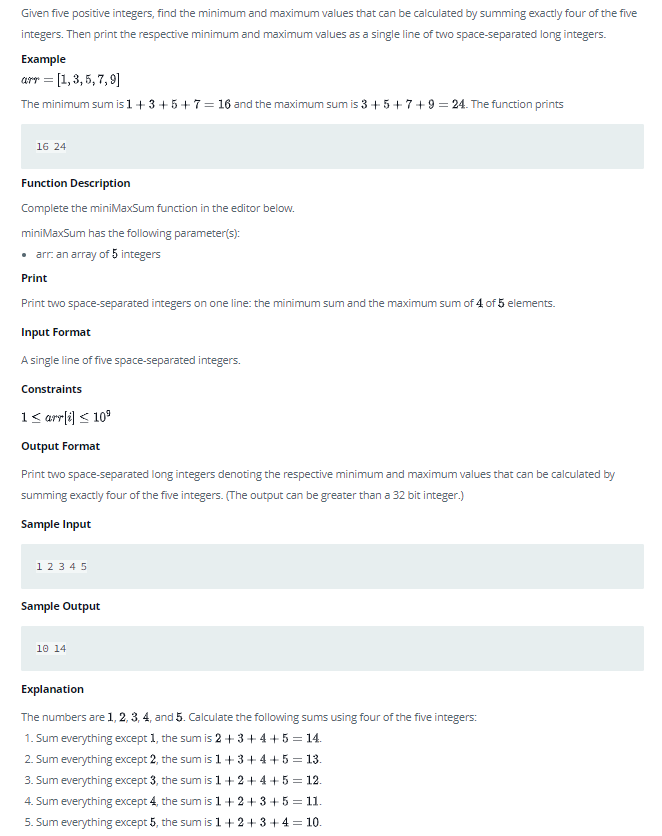 Given five positive integers, find the minimum and maximum values that can be calculated by summing exactly four of the five
integers. Then print the respective minimum and maximum values as a single line of two space-separated long integers.
Example
arr = [1, 3, 5, 7, 9]
The minimum sum is 1 + 3 + 5 + 7 = 16 and the maximum sum is 3 + 5 + 7 + 9 = 24. The function prints
16 24
Function Description
Complete the miniMaxSum function in the editor below.
miniMaxSum has the following parameter(s):
• arr: an array of 5 integers
Print
Print two space-separated integers on one line: the minimum sum and the maximum sum of 4 of 5 elements.
Input Format
A single line of five space-separated integers.
Constraints
1 ≤ arr[i] ≤ 10⁹
Output Format
Print two space-separated long integers denoting the respective minimum and maximum values that can be calculated by
summing exactly four of the five integers. (The output can be greater than a 32 bit integer.)
Sample Input
1 2 3 4 5
Sample Output
10 14
Explanation
The numbers are 1, 2, 3, 4, and 5. Calculate the following sums using four of the five integers:
1. Sum everything except 1, the sum is 2 + 3 + 4 + 5 = 14.
2. Sum everything except 2, the sum is 1 + 3 + 4 + 5 = 13.
3. Sum everything except 3, the sum is 1 + 2 + 4 + 5 = 12.
4. Sum everything except 4, the sum is 1 + 2 + 3 + 5 = 11.
5. Sum everything except 5, the sum is 1 + 2 + 3 + 4 = 10.